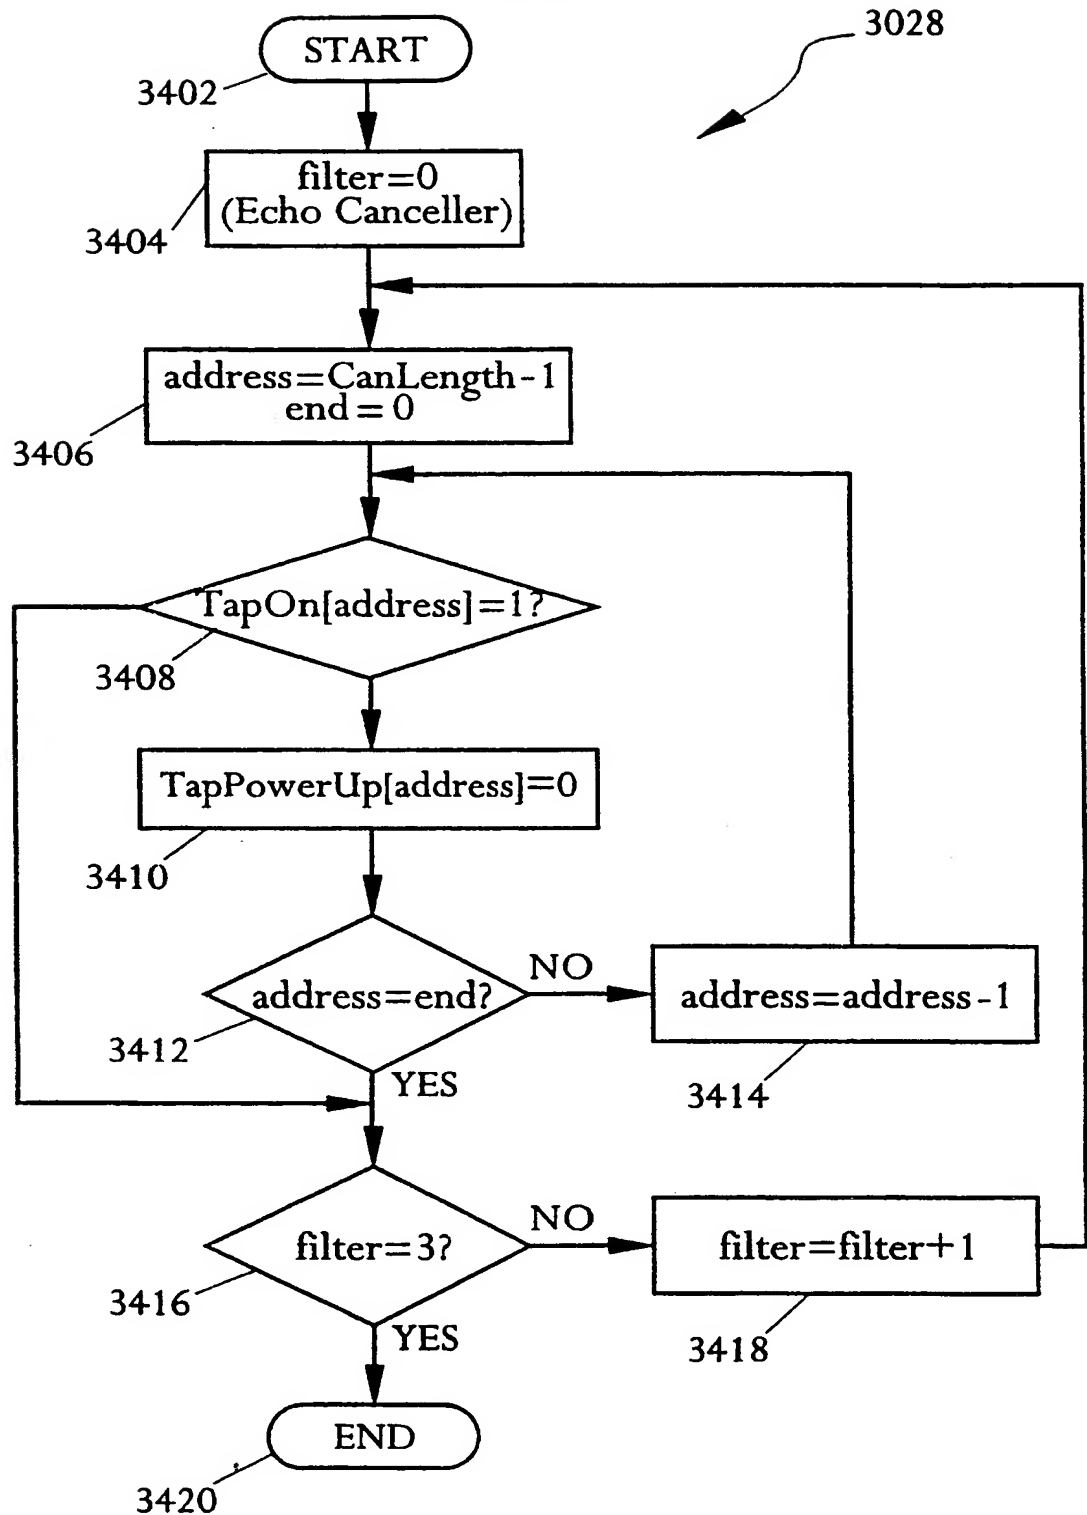 3028
START
3402
filter=0
(Echo Canceller)
3404
address=CanLength-1
end=0
3406
TapOn[address]=1?
3408
TapPowerUp[address]=0
3410
address=end?
NO
address=address-1
3412
YES
3414
filter=3?
NO
filter=filter+1
3416
YES
3418
END
3420